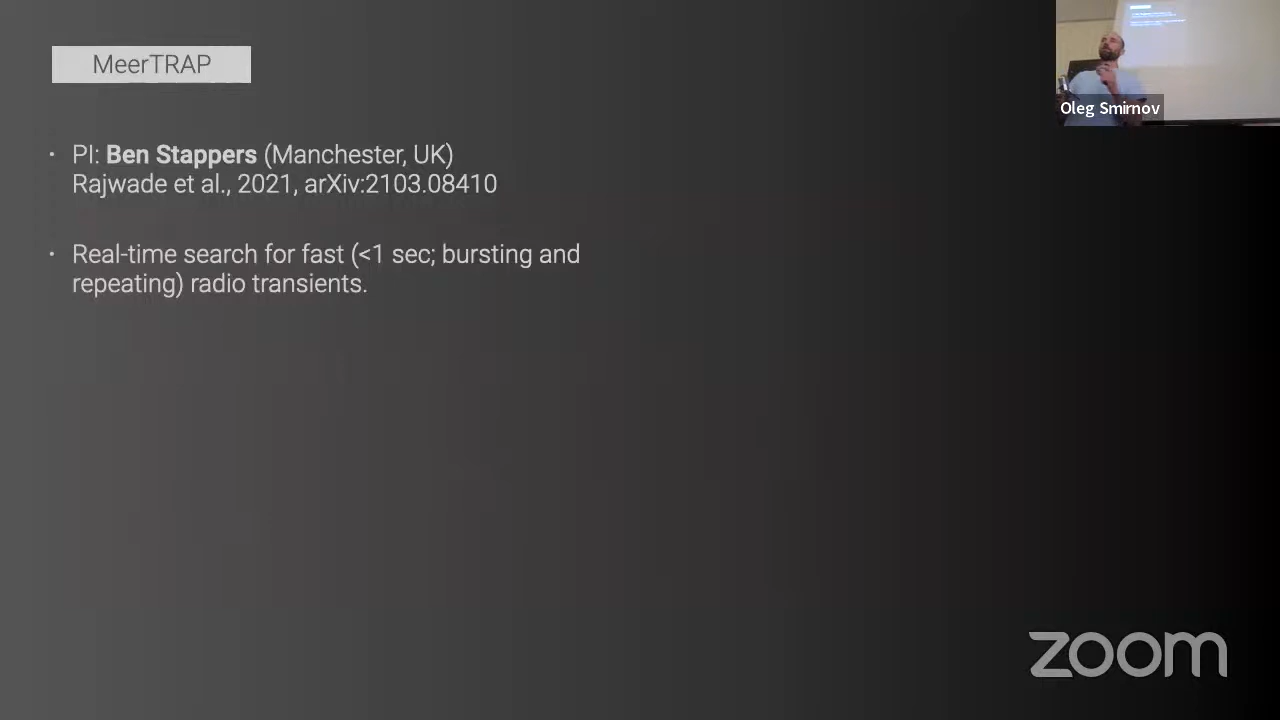 MeerTRAP
· PI: Ben Stappers (Manchester, UK)
Rajwade et al., 2021, arXiv:2103.08410
· Real-time search for fast (<1 sec; bursting and
repeating) radio transients.
Oleg Smirnov
zoom